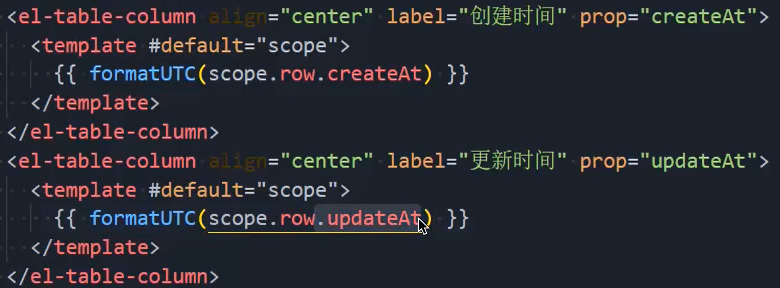 <el-table-column align="center" label="创建时间" prop="createAt">
<template #default="scope">
{{ formatUTC(scope.row.createAt) }}
</template>
</el-table-column>
<el-table-column align="center" label="更新时间" prop="updateAt">
<template #default="scope">
{{ formatUTC(scope.row.updateAt) }}
</template>
</el-table-column>